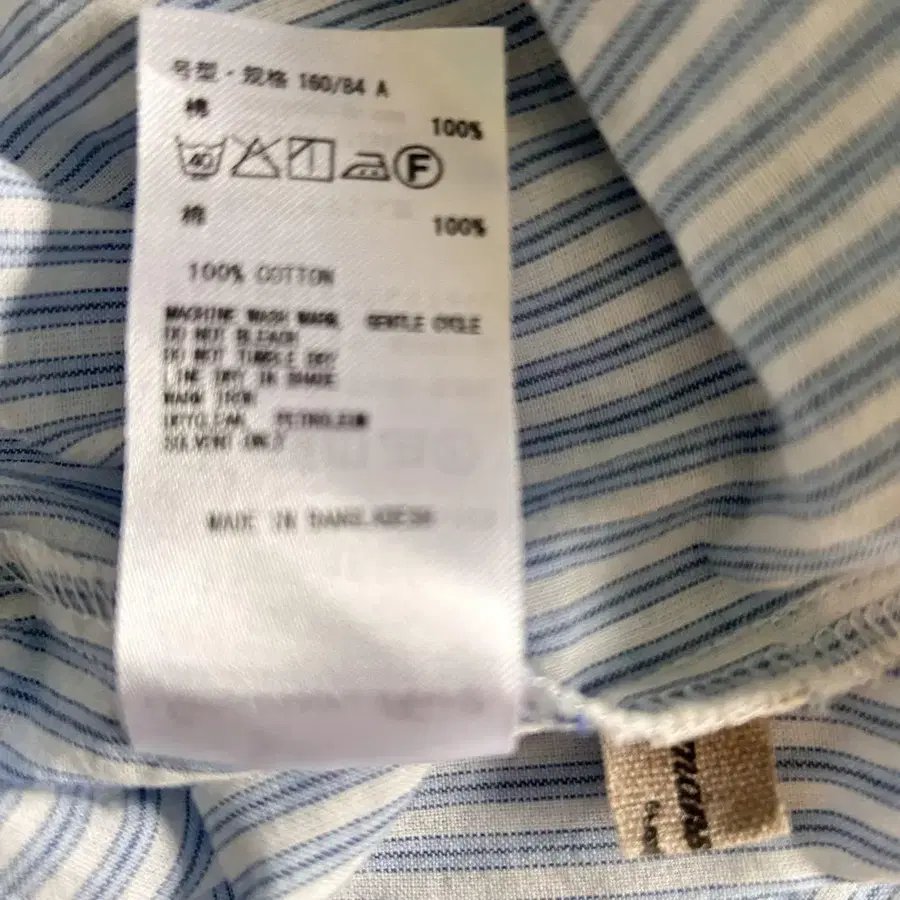 号型・规格 160/84 A
棉
100%
40
F
棉
100%
100% COTTON
MACHINE WASH WARM, GENTLE CYCLE
DO NOT BLEACH
DO NOT TUMBLE DRY
LINE DRY IN SHADE
WARM IRON
DRYCLEAN, PETROLEUM
SOLVENT ONLY
MADE IN BANGLADESH